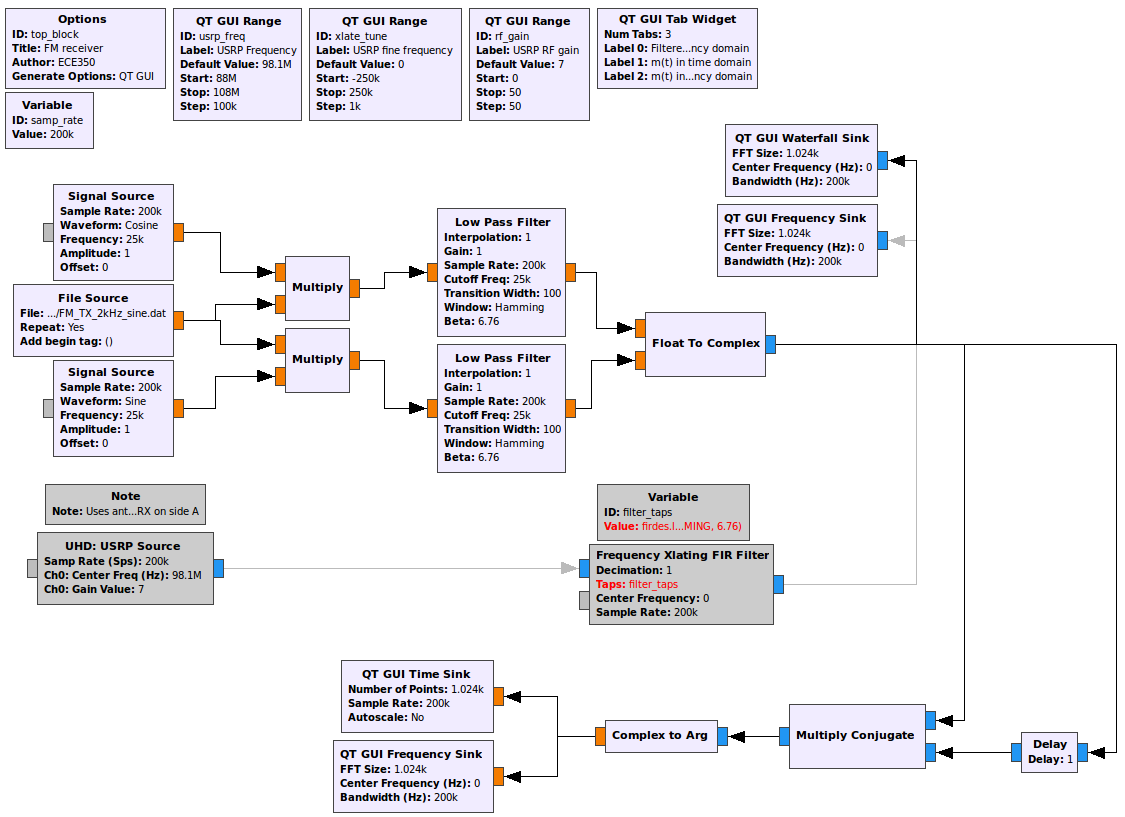 Options
ID: top_block
Title: FM receiver
Author: ECE350
Generate Options: QT GUI
QT GUI Range
ID: usrp_freq
Label: USRP Frequency
Default Value: 98.1M
Start: 88M
Stop: 108M
Step: 100k
QT GUI Range
ID: xlate_tune
Label: USRP fine frequency
Default Value: 0
Start: -250k
Stop: 250k
Step: 1k
QT GUI Range
ID: rf_gain
Label: USRP RF gain
Default Value: 7
Start: 0
Stop: 50
Step: 50
QT GUI Tab Widget
Num Tabs: 3
Label 0: Filtere...ncy domain
Label 1: m(t) in time domain
Label 2: m(t) in...ncy domain
Variable
ID: samp_rate
Value: 200k
QT GUI Waterfall Sink
FFT Size: 1.024k
Center Frequency (Hz): 0
Bandwidth (Hz): 200k
QT GUI Frequency Sink
FFT Size: 1.024k
Center Frequency (Hz): 0
Bandwidth (Hz): 200k
Signal Source
Sample Rate: 200k
Waveform: Cosine
Frequency: 25k
Amplitude: 1
Offset: 0
File Source
File: .../FM_TX_2kHz_sine.dat
Repeat: Yes
Add begin tag: ()
Signal Source
Sample Rate: 200k
Waveform: Sine
Frequency: 25k
Amplitude: 1
Offset: 0
Multiply
Multiply
Low Pass Filter
Interpolation: 1
Gain: 1
Sample Rate: 200k
Cutoff Freq: 25k
Transition Width: 100
Window: Hamming
Beta: 6.76
Low Pass Filter
Interpolation: 1
Gain: 1
Sample Rate: 200k
Cutoff Freq: 25k
Transition Width: 100
Window: Hamming
Beta: 6.76
Float To Complex
Note
Note: Uses ant...RX on side A
UHD: USRP Source
Samp Rate (Sps): 200k
Ch0: Center Freq (Hz): 98.1M
Ch0: Gain Value: 7
Variable
ID: filter_taps
Value: firdes.l...MING, 6.76)
Frequency Xlating FIR Filter
Decimation: 1
Taps: filter_taps
Center Frequency: 0
Sample Rate: 200k
QT GUI Time Sink
Number of Points: 1.024k
Sample Rate: 200k
Autoscale: No
QT GUI Frequency Sink
FFT Size: 1.024k
Center Frequency (Hz): 0
Bandwidth (Hz): 200k
Complex to Arg
Multiply Conjugate
Delay
Delay: 1